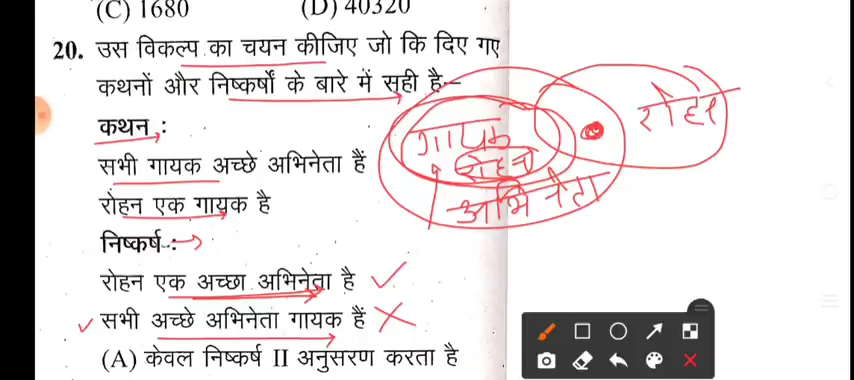 (C) 1680 (D) 40320
20. उस विकल्प का चयन कीजिए जो कि दिए गए
कथनों और निष्कर्षों के बारे में सही है–
कथन :
सभी गायक अच्छे अभिनेता हैं
रोहन एक गायक है
निष्कर्ष :
रोहन एक अच्छा अभिनेता है
सभी अच्छे अभिनेता गायक हैं
(A) केवल निष्कर्ष II अनुसरण करता है
गायक
रोहन
अभिनेता